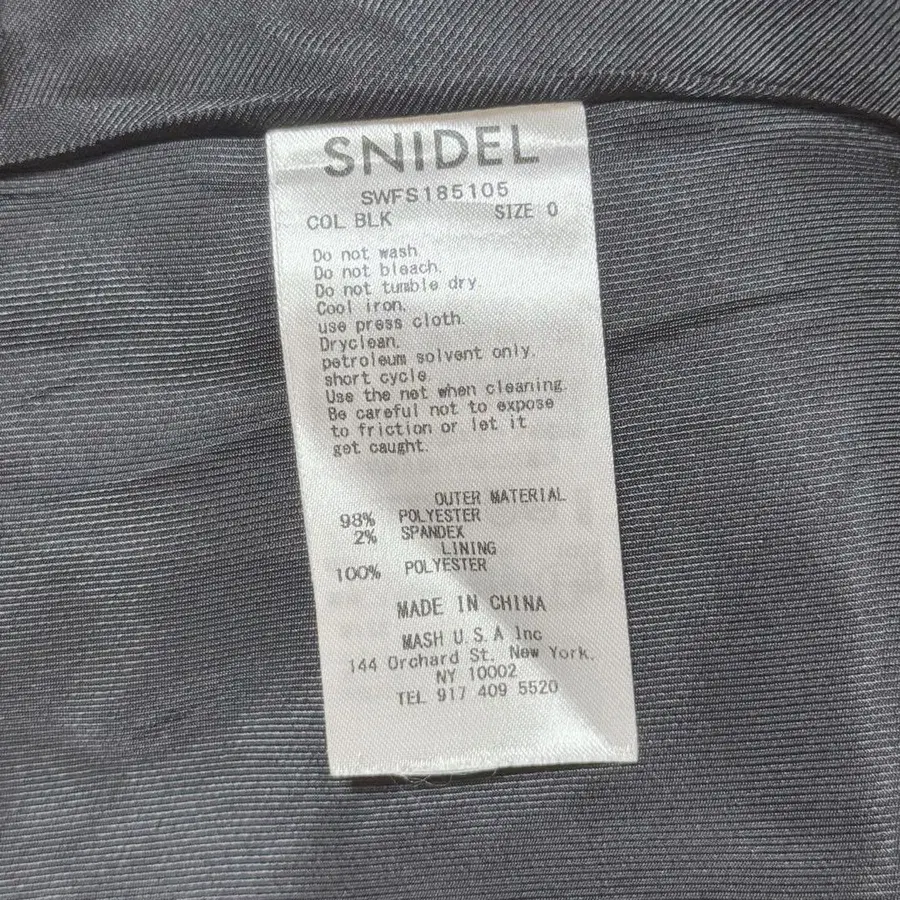 SNIDEL
SWFS185105
COL BLK SIZE 0
Do not wash.
Do not bleach.
Do not tumble dry.
Cool iron.
use press cloth.
Dryclean.
petroleum solvent only.
short cycle
Use the net when cleaning.
Be careful not to expose
to friction or let it
get caught.
OUTER MATERIAL
98% POLYESTER
2% SPANDEX
LINING
100% POLYESTER
MADE IN CHINA
MASH U.S.A Inc
144 Orchard St. New York.
NY 10002
TEL 917 409 5520